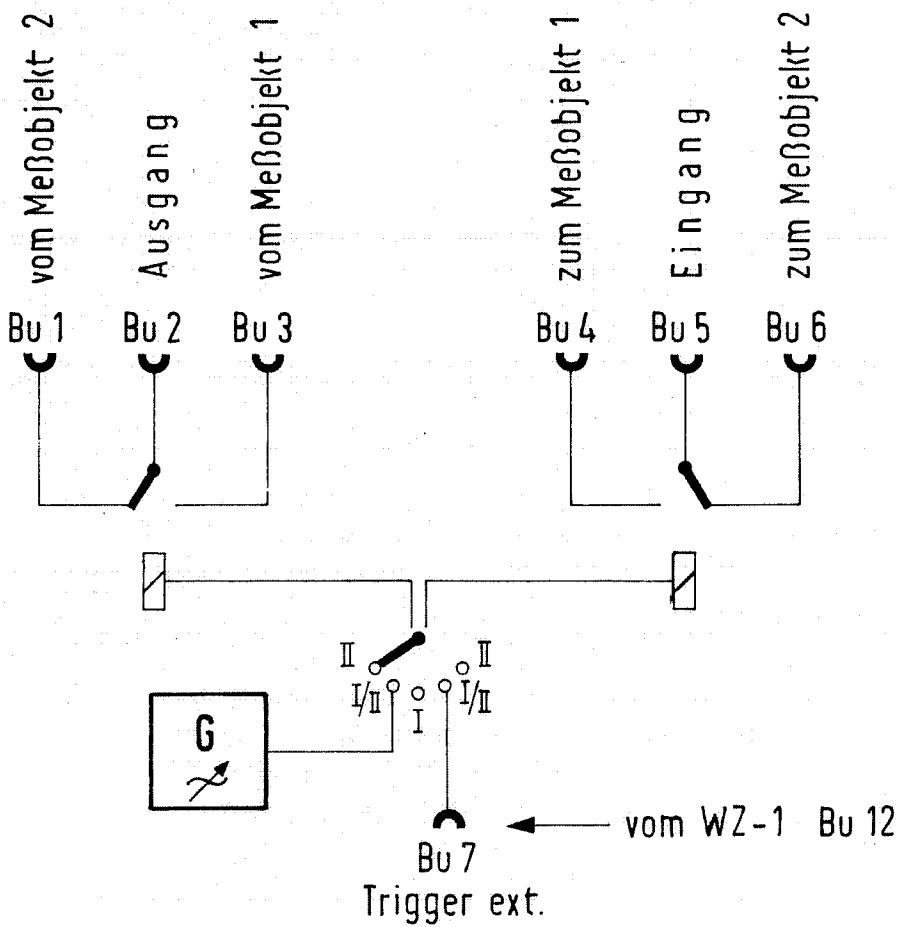 vom Meßobjekt 2
Ausgang
vom Meßobjekt 1
zum Meßobjekt 1
Eingang
zum Meßobjekt 2
Bu 1
Bu 2
Bu 3
Bu 4
Bu 5
Bu 6
II
II
I/II
I/II
I
G
vom WZ-1 Bu 12
Bu 7
Trigger ext.